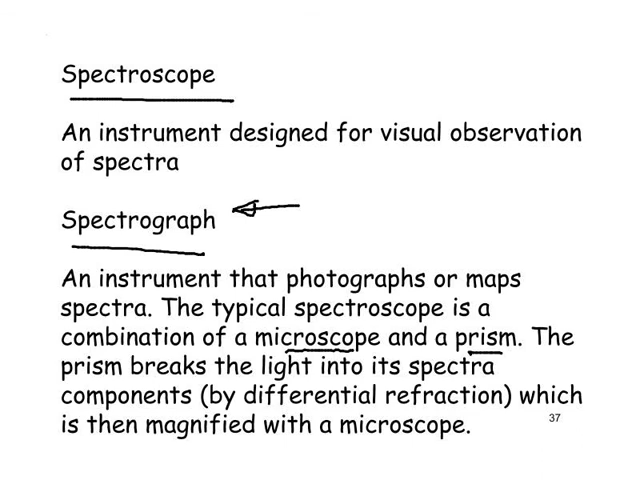 Spectroscope
An instrument designed for visual observation
of spectra
Spectrograph
An instrument that photographs or maps
spectra. The typical spectroscope is a
combination of a microscope and a prism. The
prism breaks the light into its spectra
components (by differential refraction) which
is then magnified with a microscope.
37